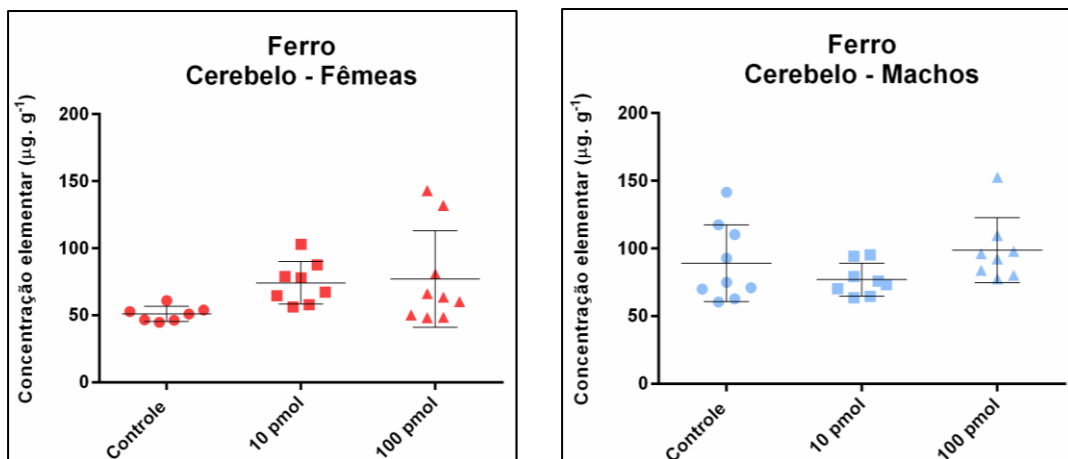 Ferro
Cerebelo - Fêmeas
Concentração elementar (µg. g⁻¹)
200
150
100
50
0
Controle
10 pmol
100 pmol
Ferro
Cerebelo - Machos
Concentração elementar (µg. g⁻¹)
200
150
100
50
0
Controle
10 pmol
100 pmol